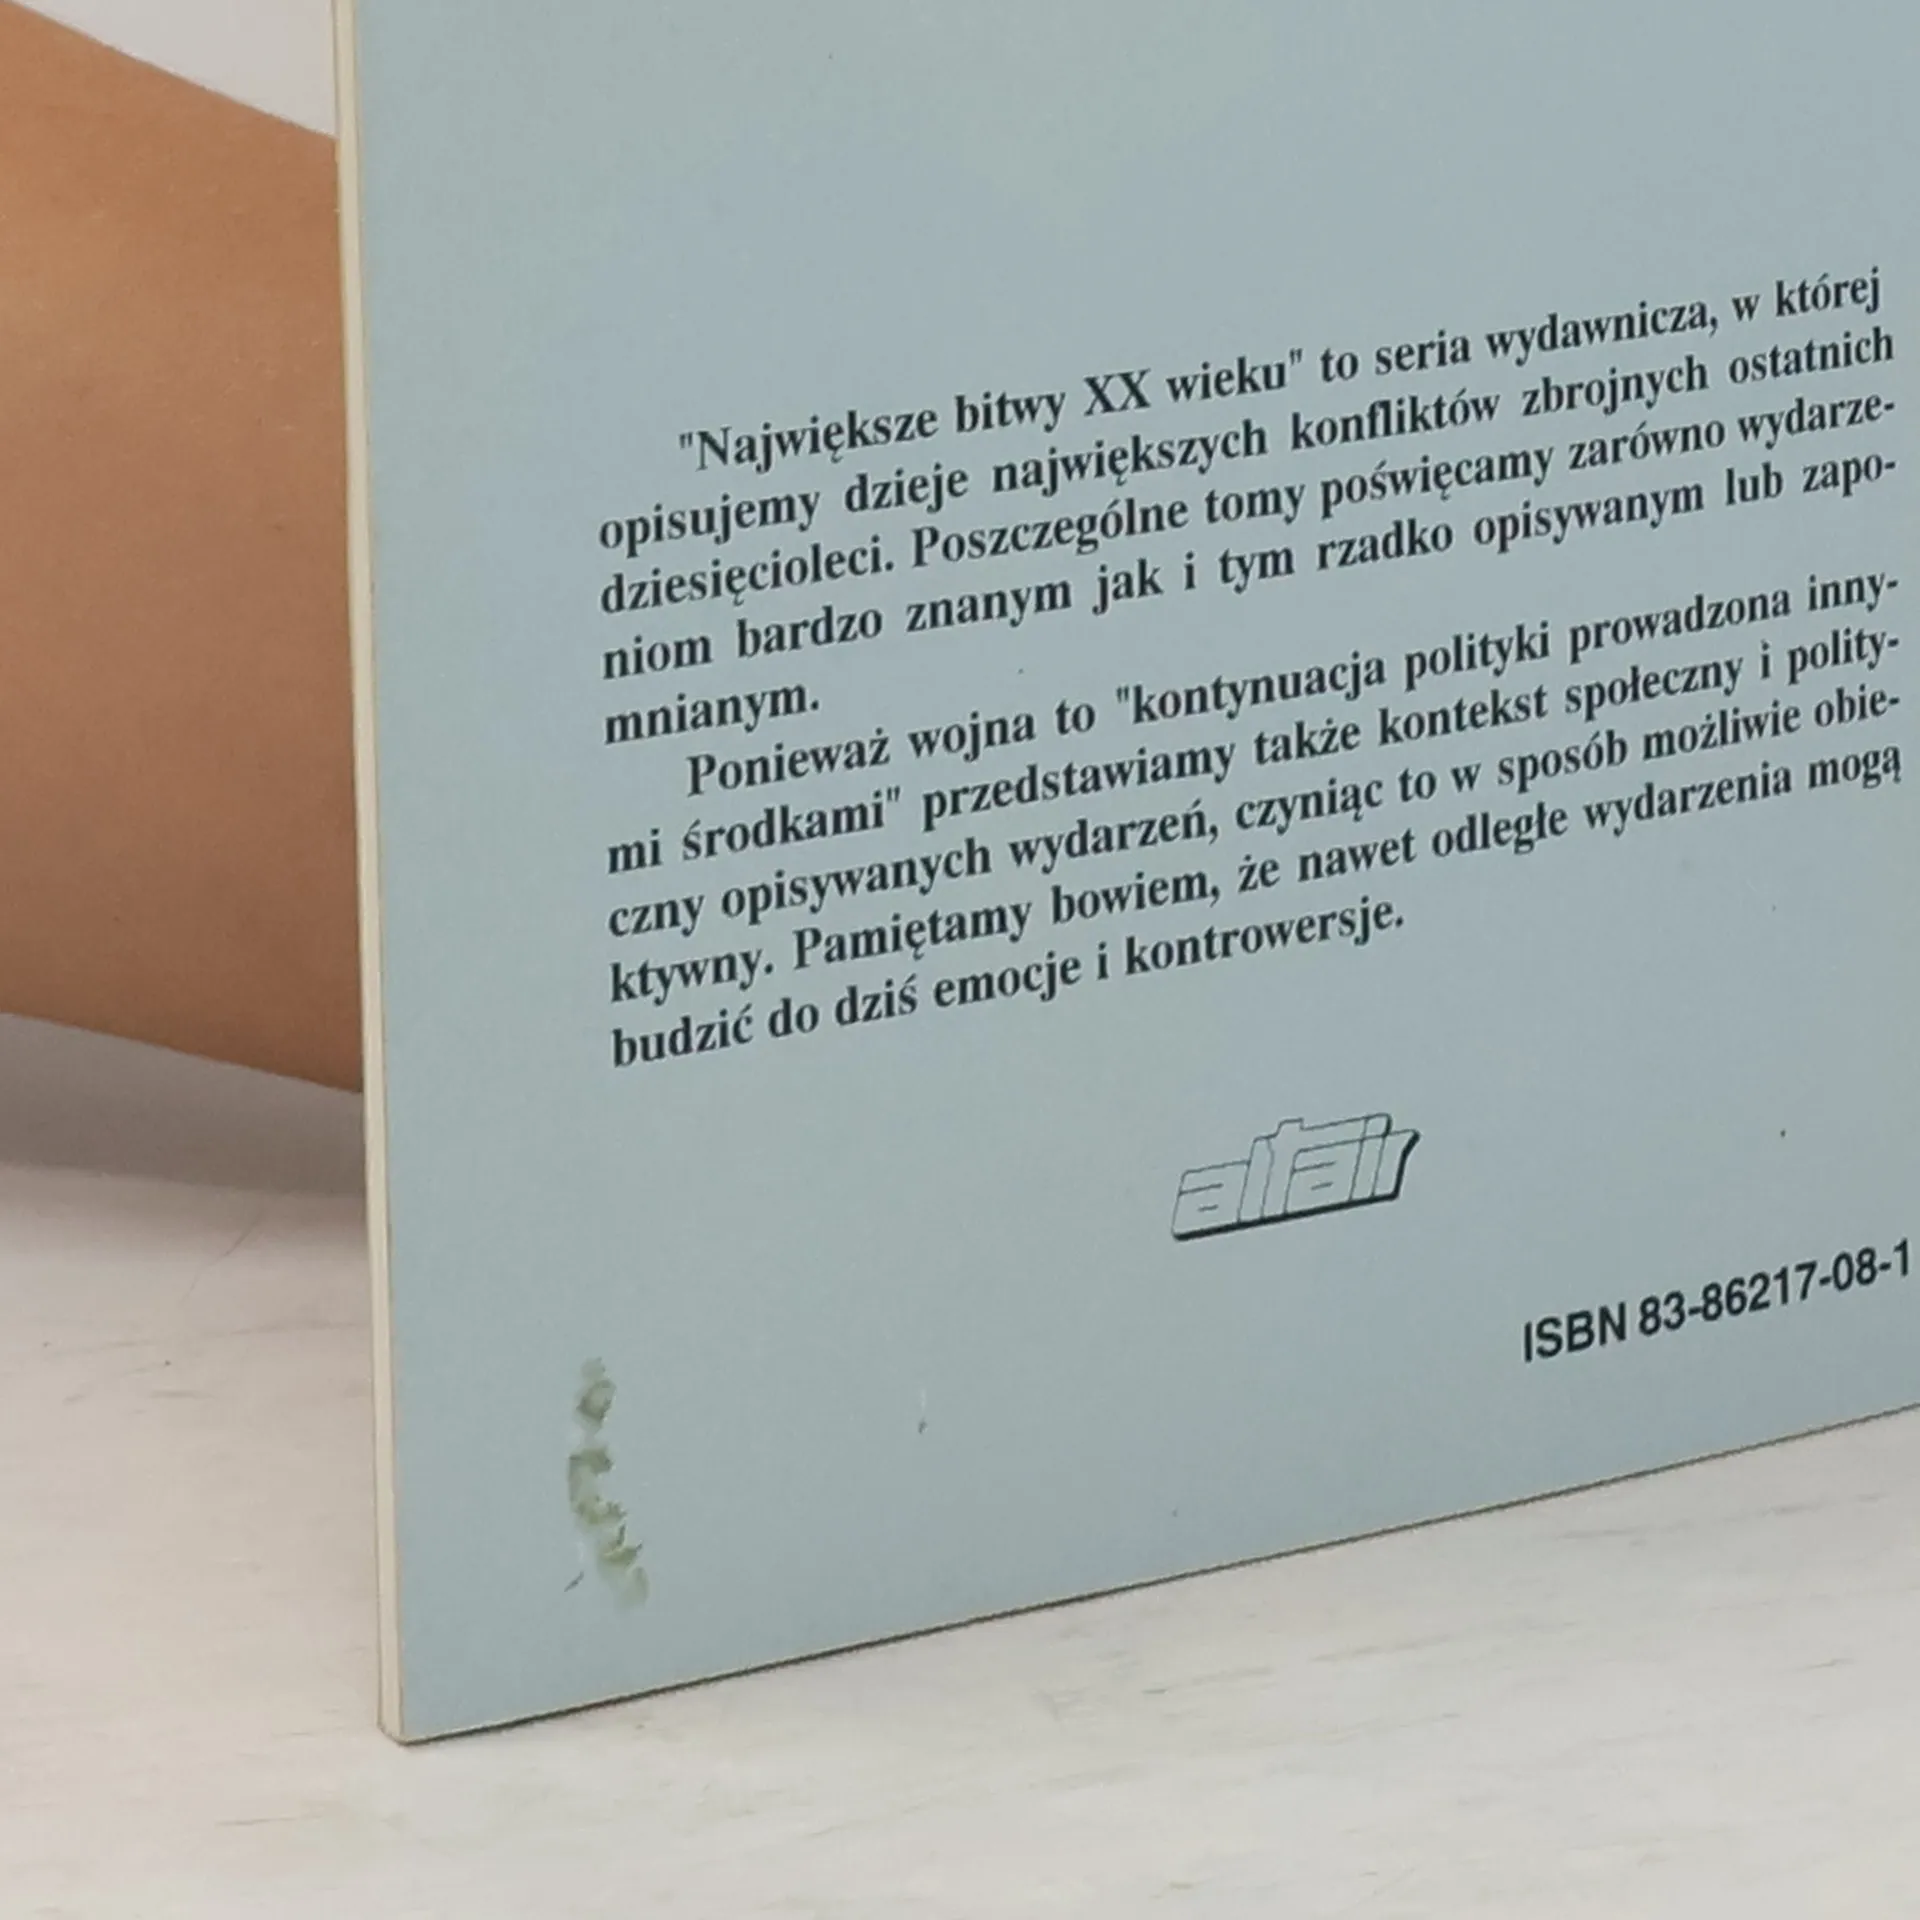 "Największe bitwy XX wieku" to seria wydawnicza, w której
opisujemy dzieje największych konfliktów zbrojnych ostatnich
dziesięcioleci. Poszczególne tomy poświęcamy zarówno wydarze-
niom bardzo znanym jak i tym rzadko opisywanym lub zapo-
mnianym.
Ponieważ wojna to "kontynuacja polityki prowadzona inny-
mi środkami" przedstawiamy także kontekst społeczny i polity-
czny opisywanych wydarzeń, czyniąc to w sposób możliwie obie-
ktywny. Pamiętamy bowiem, że nawet odległe wydarzenia mogą
budzić do dziś emocje i kontrowersje.
altair
ISBN 83-86217-08-1